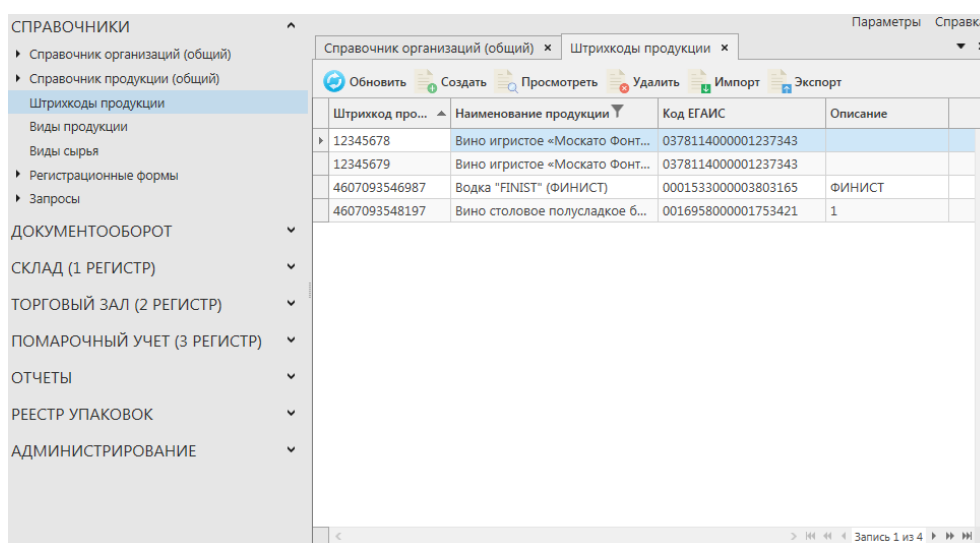 Параметры Справк
СПРАВОЧНИКИ
Справочник организаций (общий)
Справочник продукции (общий)
Штрихкоды продукции
Виды продукции
Виды сырья
Регистрационные формы
Запросы
ДОКУМЕНТООБОРОТ
СКЛАД (1 РЕГИСТР)
ТОРГОВЫЙ ЗАЛ (2 РЕГИСТР)
ПОМАРОЧНЫЙ УЧЕТ (3 РЕГИСТР)
ОТЧЕТЫ
РЕЕСТР УПАКОВОК
АДМИНИСТРИРОВАНИЕ
Справочник организаций (общий) × Штрихкоды продукции ×
Обновить Создать Просмотреть Удалить Импорт Экспорт
Штрихкод про... Наименование продукции Код ЕГАИС Описание
12345678 Вино игристое «Москато Фонт... 0378114000001237343
12345679 Вино игристое «Москато Фонт... 0378114000001237343
4607093546987 Водка "FINIST" (ФИНИСТ) 0001533000003803165 ФИНИСТ
4607093548197 Вино столовое полусладкое б... 0016958000001753421 1
Запись 1 из 4